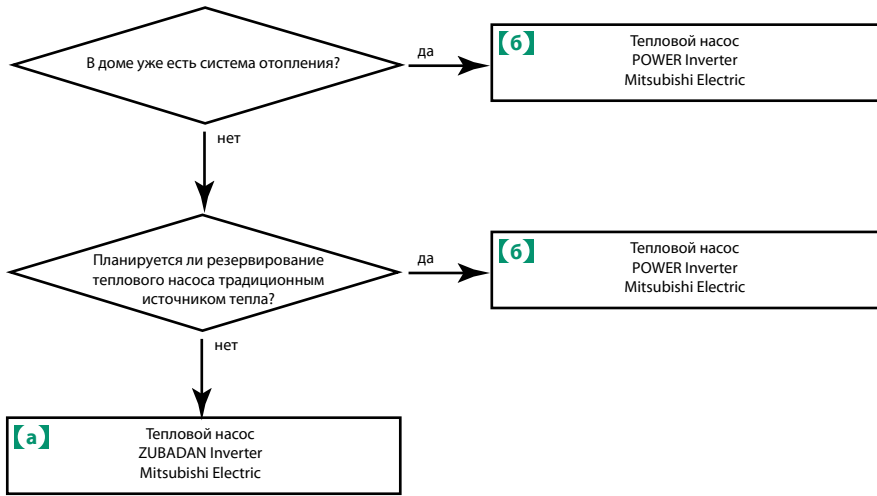 В доме уже есть система отопления?
да
【б】
Тепловой насос
POWER Inverter
Mitsubishi Electric
нет
Планируется ли резервирование
теплового насоса традиционным
источником тепла?
да
【б】
Тепловой насос
POWER Inverter
Mitsubishi Electric
нет
【а】
Тепловой насос
ZUBADAN Inverter
Mitsubishi Electric